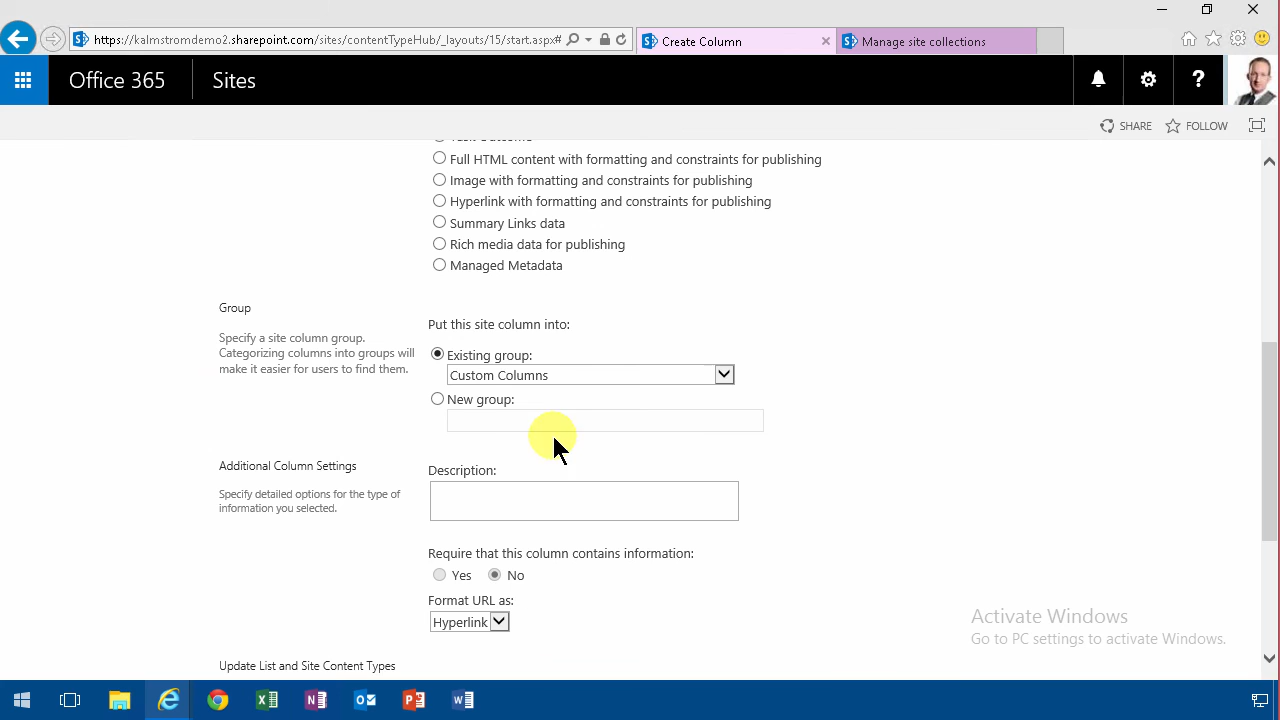 https://kalmstromdemo2.sharepoint.com/sites/contentTypeHub/_layouts/15/start.aspx#
Create Column
Manage site collections
Office 365
Sites
?
SHARE
FOLLOW
Task Outcome
Full HTML content with formatting and constraints for publishing
Image with formatting and constraints for publishing
Hyperlink with formatting and constraints for publishing
Summary Links data
Rich media data for publishing
Managed Metadata
Group
Specify a site column group.
Categorizing columns into groups will
make it easier for users to find them.
Put this site column into:
Existing group:
Custom Columns
New group:
Additional Column Settings
Specify detailed options for the type of
information you selected.
Description:
Require that this column contains information:
Yes
No
Format URL as:
Hyperlink
Update List and Site Content Types
Activate Windows
Go to PC settings to activate Windows.